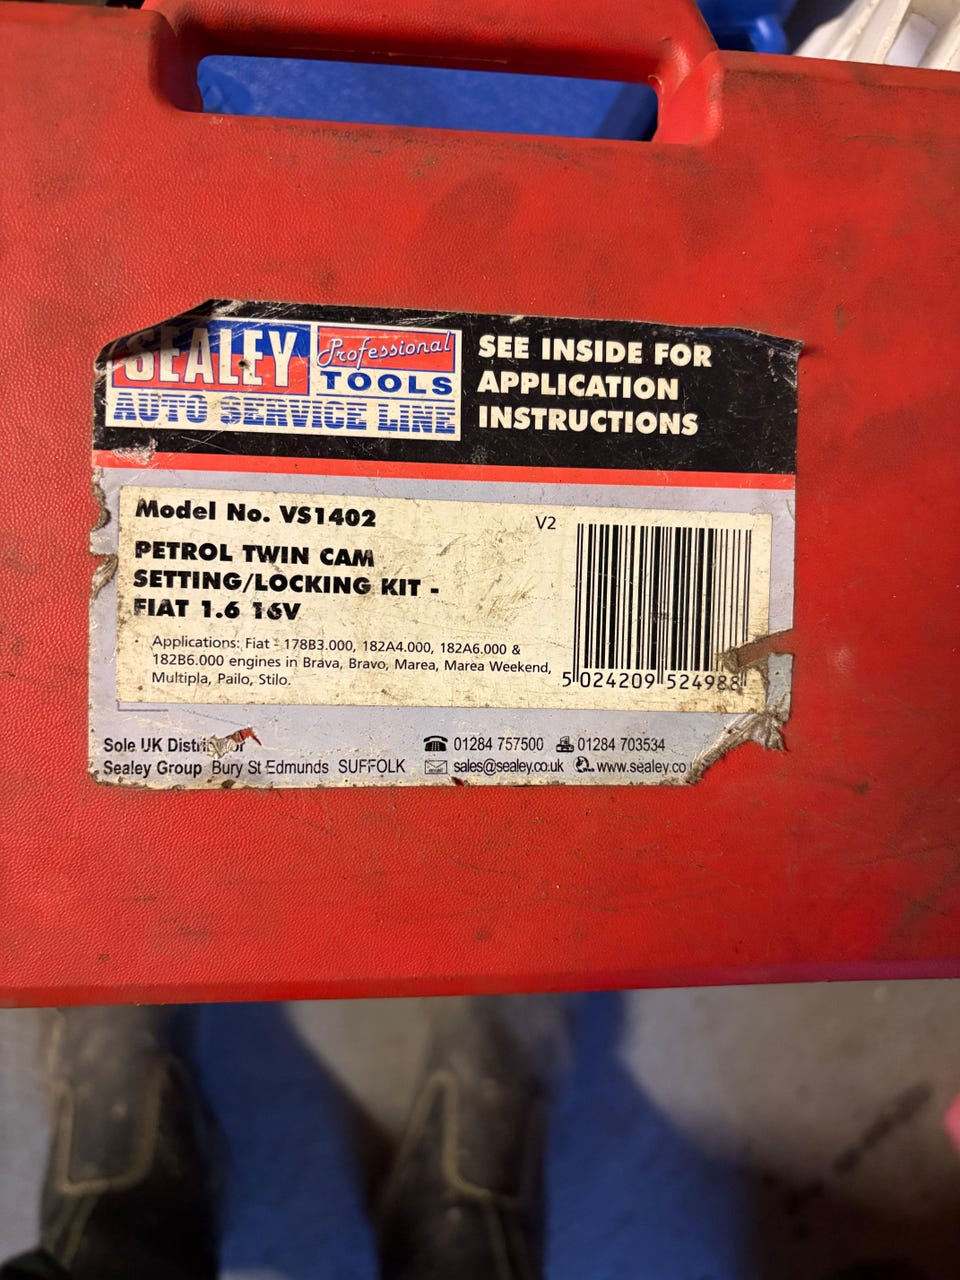 SEALEY Professional
TOOLS
AUTO SERVICE LINE
SEE INSIDE FOR
APPLICATION
INSTRUCTIONS
Model No. VS1402
V2
PETROL TWIN CAM
SETTING/LOCKING KIT -
FIAT 1.6 16V
Applications: Fiat - 178B3.000, 182A4.000, 182A6.000 &
182B6.000 engines in Brava, Bravo, Marea, Marea Weekend,
Multipla, Pailo, Stilo.
5 024209 524988
Sole UK
01284 757500 01284 703534
Sealey Group Bury St Edmunds SUFFOLK
sales@sealey.co.uk www.sealey.co